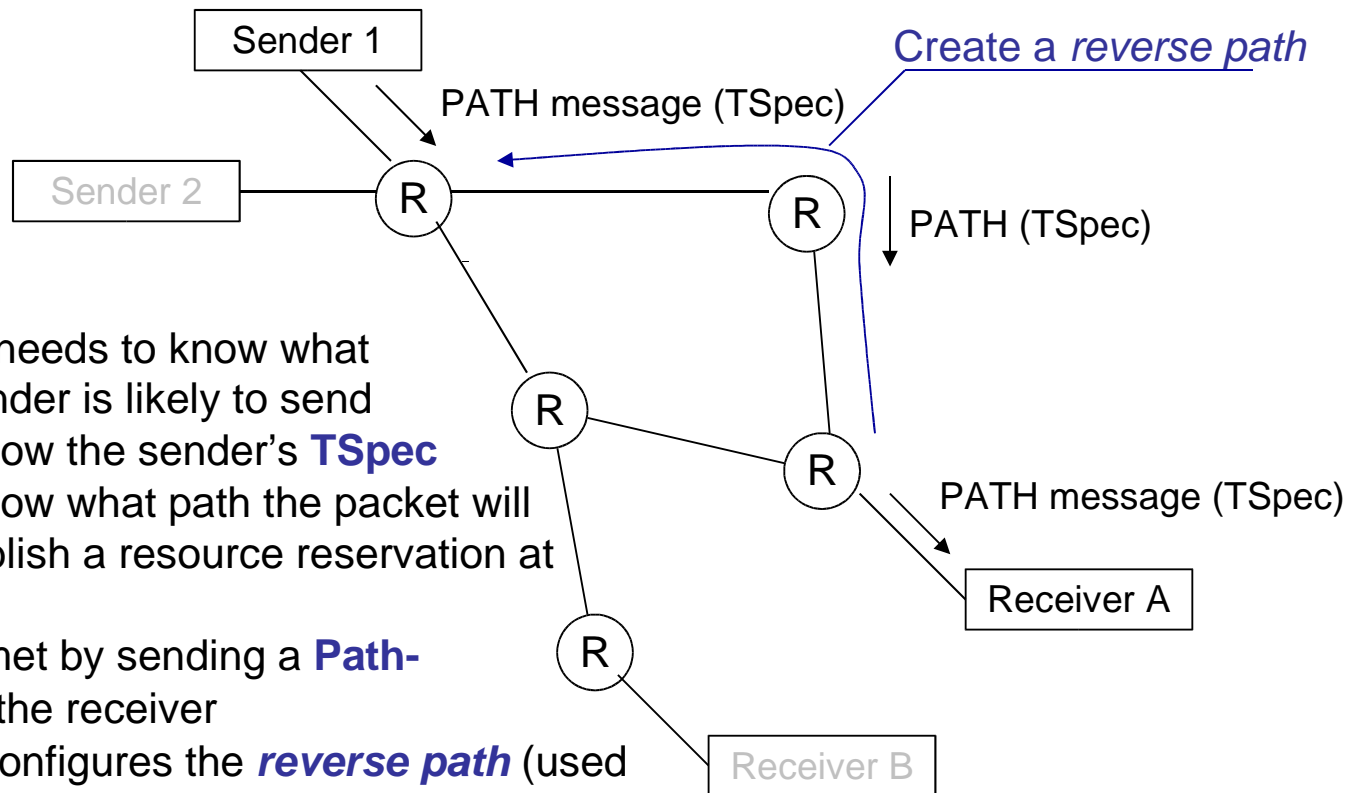 Sender 1
Create a reverse path
PATH message (TSpec)
Sender 2
R
R
PATH (TSpec)
needs to know what
nder is likely to send
ow the sender's TSpec
ow what path the packet will
olish a resource reservation at
R
R
PATH message (TSpec)
Receiver A
net by sending a Path-
the receiver
onfigures the reverse path (used
R
Receiver B